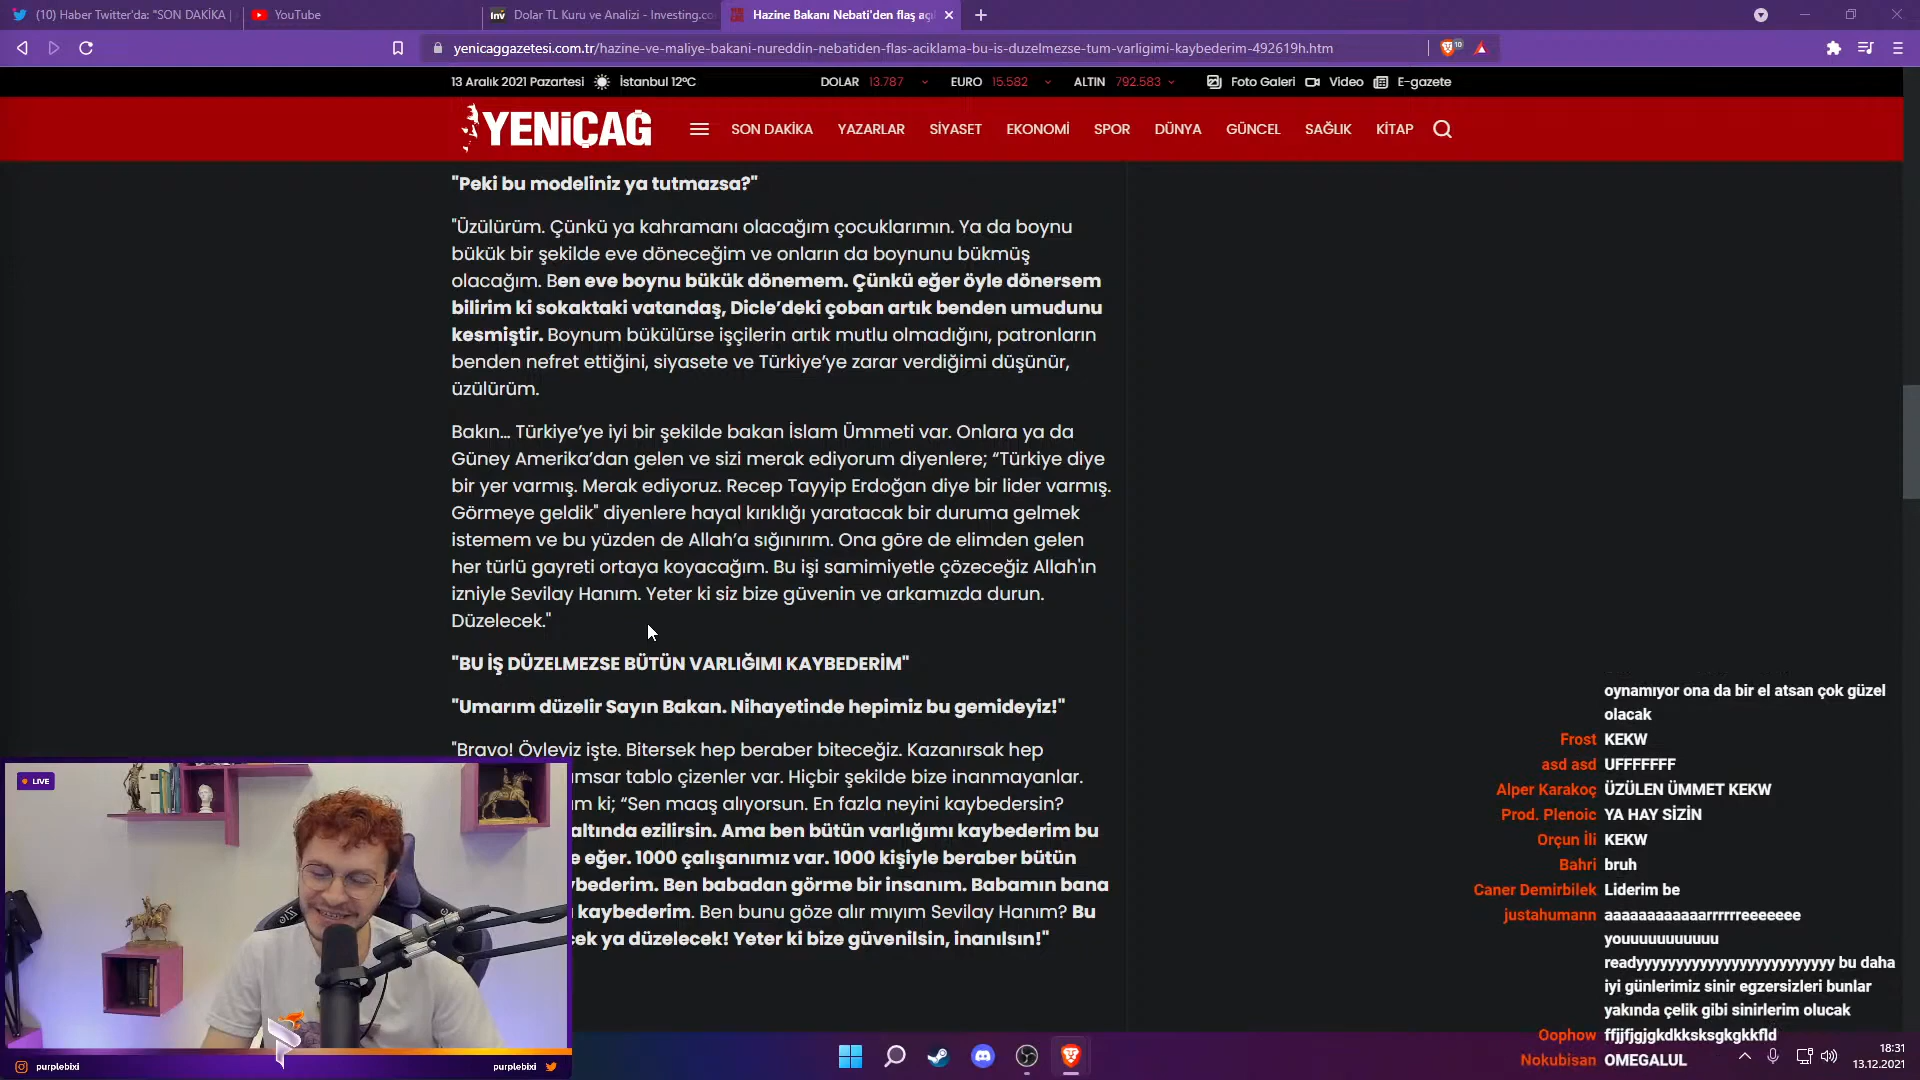 (10) Haber Twitter'da: "SON DAKİKA |
YouTube
Dolar TL Kuru ve Analizi - Investing.co
Hazine Bakanı Nebati'den flaş açı
yenicaggazetesi.com.tr/hazine-ve-maliye-bakani-nureddin-nebatiden-flas-aciklama-bu-is-duzelmezse-tum-varligimi-kaybederim-492619h.htm
13 Aralık 2021 Pazartesi İstanbul 12°C DOLAR 13.787 EURO 15.582 ALTIN 792.583 Foto Galeri Video E-gazete
YENİÇAĞ SON DAKİKA YAZARLAR SİYASET EKONOMİ SPOR DÜNYA GÜNCEL SAĞLIK KİTAP
"Peki bu modeliniz ya tutmazsa?"
"Üzülürüm. Çünkü ya kahramanı olacağım çocuklarımın. Ya da boynu
bükük bir şekilde eve döneceğim ve onların da boynunu bükmüş
olacağım. Ben eve boynu bükük dönemem. Çünkü eğer öyle dönersem
bilirim ki sokaktaki vatandaş, Dicle’deki çoban artık benden umudunu
kesmiştir. Boynum bükülürse işçilerin artık mutlu olmadığını, patronların
benden nefret ettiğini, siyasete ve Türkiye’ye zarar verdiğimi düşünür,
üzülürüm.
Bakın… Türkiye’ye iyi bir şekilde bakan İslam Ümmeti var. Onlara ya da
Güney Amerika’dan gelen ve sizi merak ediyorum diyenlere; “Türkiye diye
bir yer varmış. Merak ediyoruz. Recep Tayyip Erdoğan diye bir lider varmış.
Görmeye geldik" diyenlere hayal kırıklığı yaratacak bir duruma gelmek
istemem ve bu yüzden de Allah’a sığınırım. Ona göre de elimden gelen
her türlü gayreti ortaya koyacağım. Bu işi samimiyetle çözeceğiz Allah'ın
izniyle Sevilay Hanım. Yeter ki siz bize güvenin ve arkamızda durun.
Düzelecek."
"BU İŞ DÜZELMEZSE BÜTÜN VARLIĞIMI KAYBEDERİM"
"Umarım düzelir Sayın Bakan. Nihayetinde hepimiz bu gemideyiz!"
"Bravo! Öyleyiz işte. Bitersek hep beraber biteceğiz. Kazanırsak hep
msar tablo çizenler var. Hiçbir şekilde bize inanmayanlar.
m ki; “Sen maaş alıyorsun. En fazla neyini kaybedersin?
altında ezilirsin. Ama ben bütün varlığımı kaybederim bu
e eğer. 1000 çalışanımız var. 1000 kişiyle beraber bütün
ybederim. Ben babadan görme bir insanım. Babamın bana
kaybederim. Ben bunu göze alır mıyım Sevilay Hanım? Bu
cek ya düzelecek! Yeter ki bize güvenilsin, inanılsın!"
LIVE
purplebixi
purplebixi
oynamıyor ona da bir el atsan çok güzel
olacak
Frost KEKW
asd asd UFFFFFFF
Alper Karakoç ÜZÜLEN ÜMMET KEKW
Prod. Plenoic YA HAY SİZİN
Orçun İli KEKW
Bahri bruh
Caner Demirbilek Liderim be
justahumann aaaaaaaaaaarrrrrreeeeeee
youuuuuuuuuuu
readyyyyyyyyyyyyyyyyyyyyyyyyy bu daha
iyi günlerimiz sinir egzersizleri bunlar
yakında çelik gibi sinirlerim olucak
Oophow ffjjfjgjgkdkksksgkgkkfld
Nokubisan OMEGALUL
18:31
13.12.2021